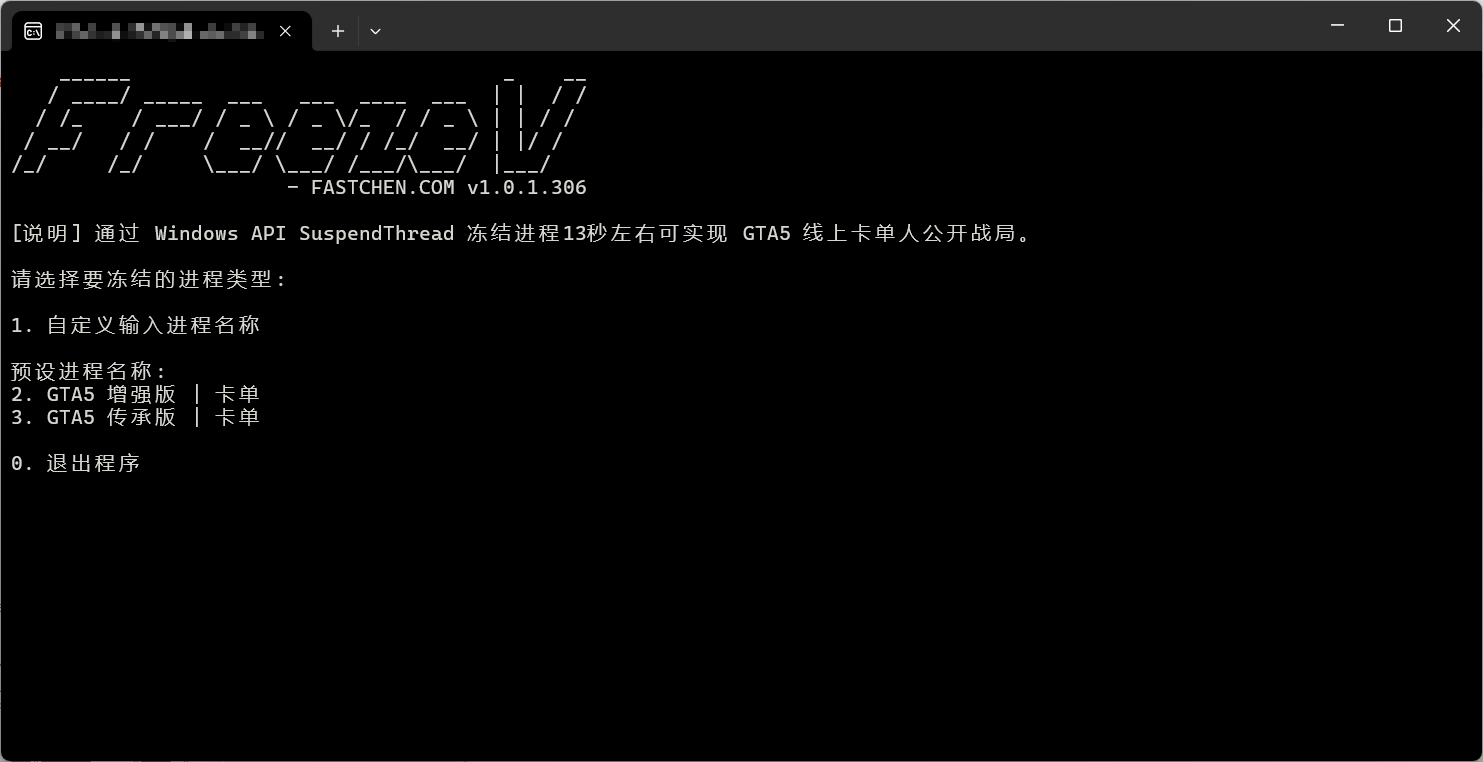 FreezeV
- FASTCHEN.COM v1.0.1.306
[说明] 通过 Windows API SuspendThread 冻结进程13秒左右可实现 GTA5 线上卡单人公开战局。
请选择要冻结的进程类型:
1. 自定义输入进程名称
预设进程名称:
2. GTA5 增强版 | 卡单
3. GTA5 传承版 | 卡单
0. 退出程序